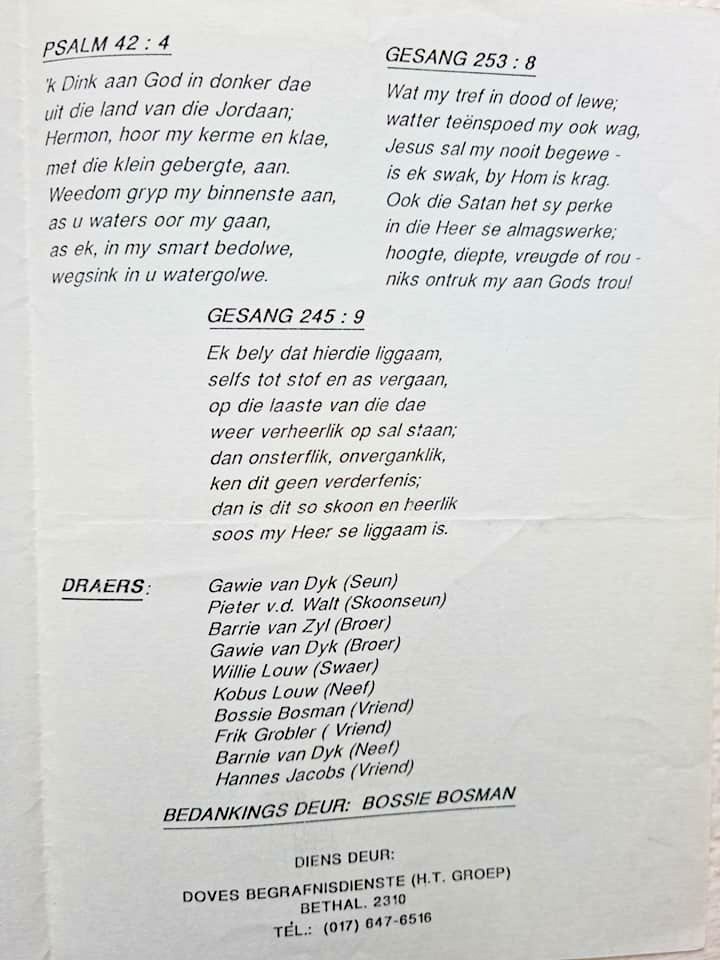 PSALM 42 : 4
'k Dink aan God in donker dae
uit die land van die Jordaan;
Hermon, hoor my kerme en klae,
met die klein gebergte, aan.
Weedom gryp my binnenste aan,
as u waters oor my gaan,
as ek, in my smart bedolwe,
wegsink in u watergolwe.
GESANG 253 : 8
Wat my tref in dood of lewe;
watter teënspoed my ook wag,
Jesus sal my nooit begewe -
is ek swak, by Hom is krag.
Ook die Satan het sy perke
in die Heer se almagswerke;
hoogte, diepte, vreugde of rou -
niks ontruk my aan Gods trou!
GESANG 245 : 9
Ek bely dat hierdie liggaam,
selfs tot stof en as vergaan,
op die laaste van die dae
weer verheerlik op sal staan;
dan onsterflik, onverganklik,
ken dit geen verderfenis;
dan is dit so skoon en heerlik
soos my Heer se liggaam is.
DRAERS: Gawie van Dyk (Seun)
Pieter v.d. Walt (Skoonseun)
Barrie van Zyl (Broer)
Gawie van Dyk (Broer)
Willie Louw (Swaer)
Kobus Louw (Neef)
Bossie Bosman (Vriend)
Frik Grobler ( Vriend)
Barnie van Dyk (Neef)
Hannes Jacobs (Vriend)
BEDANKINGS DEUR: BOSSIE BOSMAN
DIENS DEUR:
DOVES BEGRAFNISDIENSTE (H.T. GROEP)
BETHAL. 2310
TEL.: (017) 647-6516